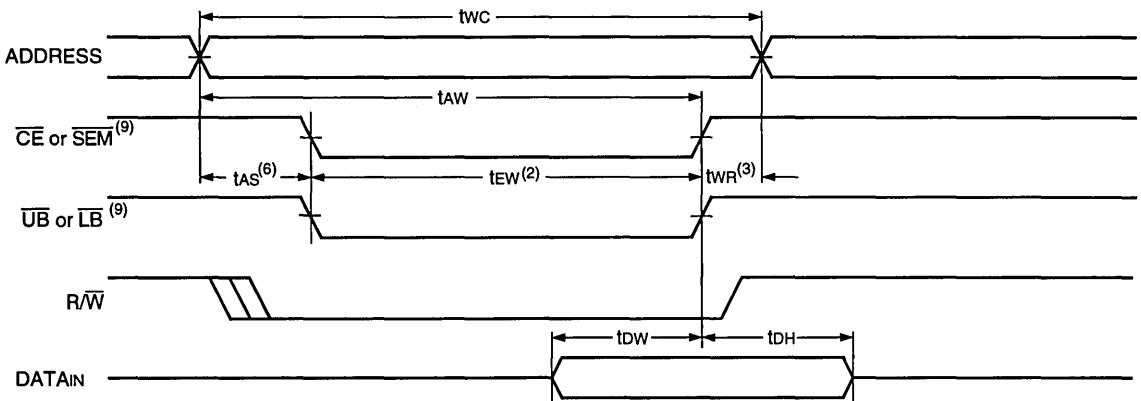 tWC
ADDRESS
tAW
CE or SEM(9)
tAS(6)
tEW(2)
tWR(3)
UB or LB (9)
R/W
tDW
tDH
DATAIN